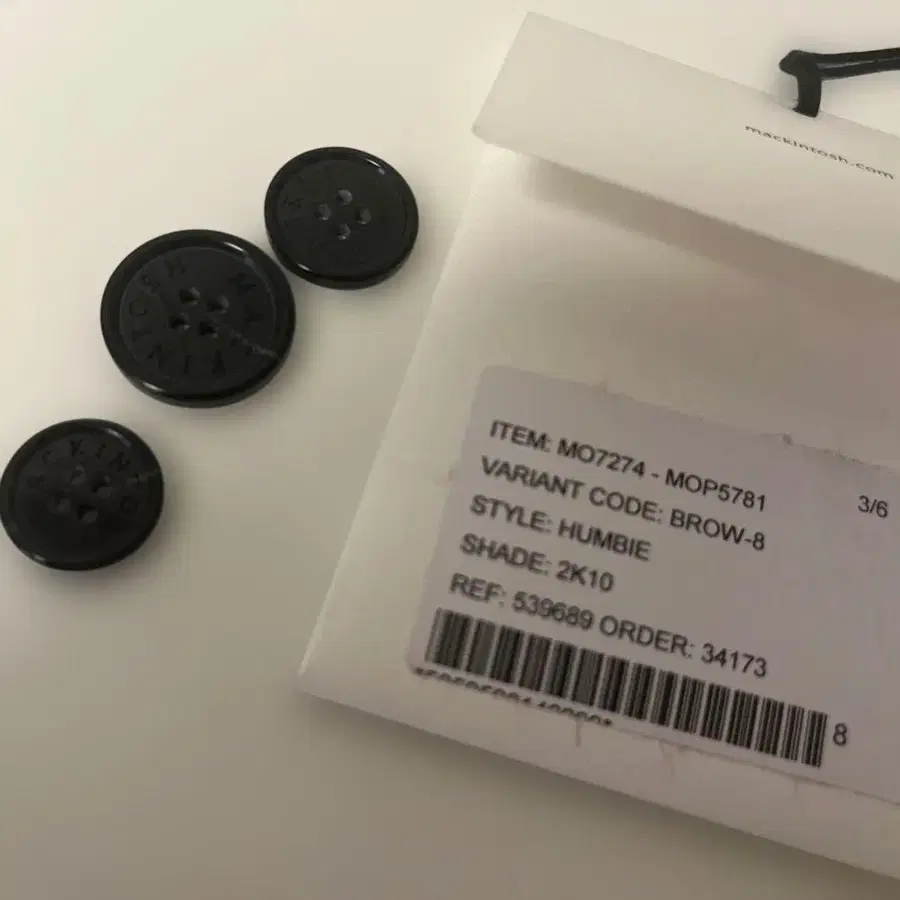 mackintosh.com
ITEM: MO7274 - MOP5781
3/6
VARIANT CODE: BROW-8
STYLE: HUMBIE
SHADE: 2K10
REF: 539689 ORDER: 34173
8
MACKINTOSH